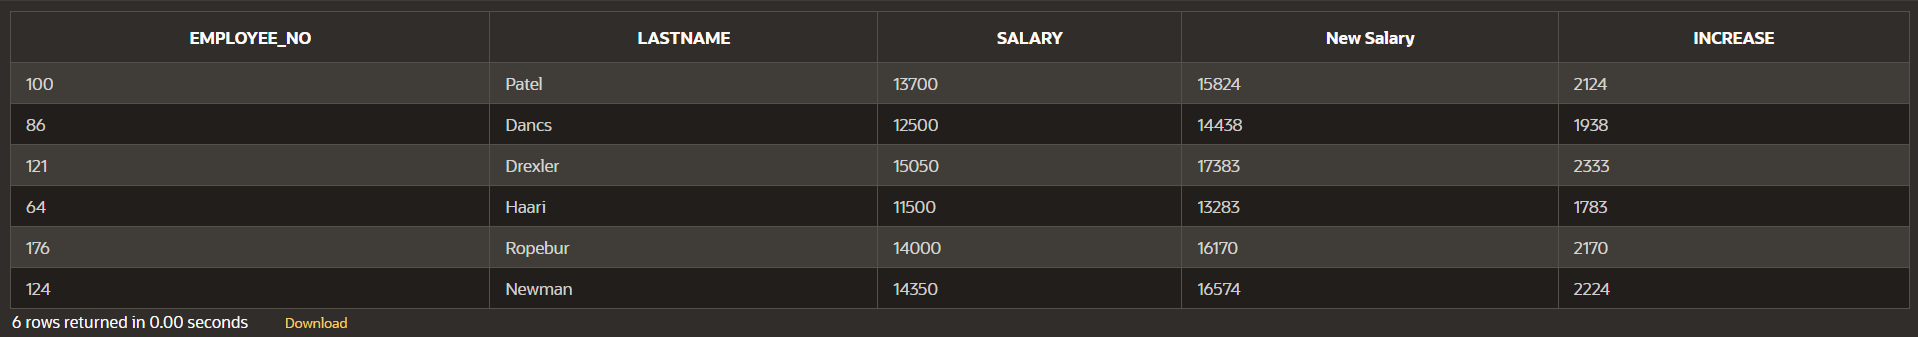 EMPLOYEE_NO LASTNAME SALARY New Salary INCREASE
100 Patel 13700 15824 2124
86 Dancs 12500 14438 1938
121 Drexler 15050 17383 2333
64 Haari 11500 13283 1783
176 Ropebur 14000 16170 2170
124 Newman 14350 16574 2224
6 rows returned in 0.00 seconds Download